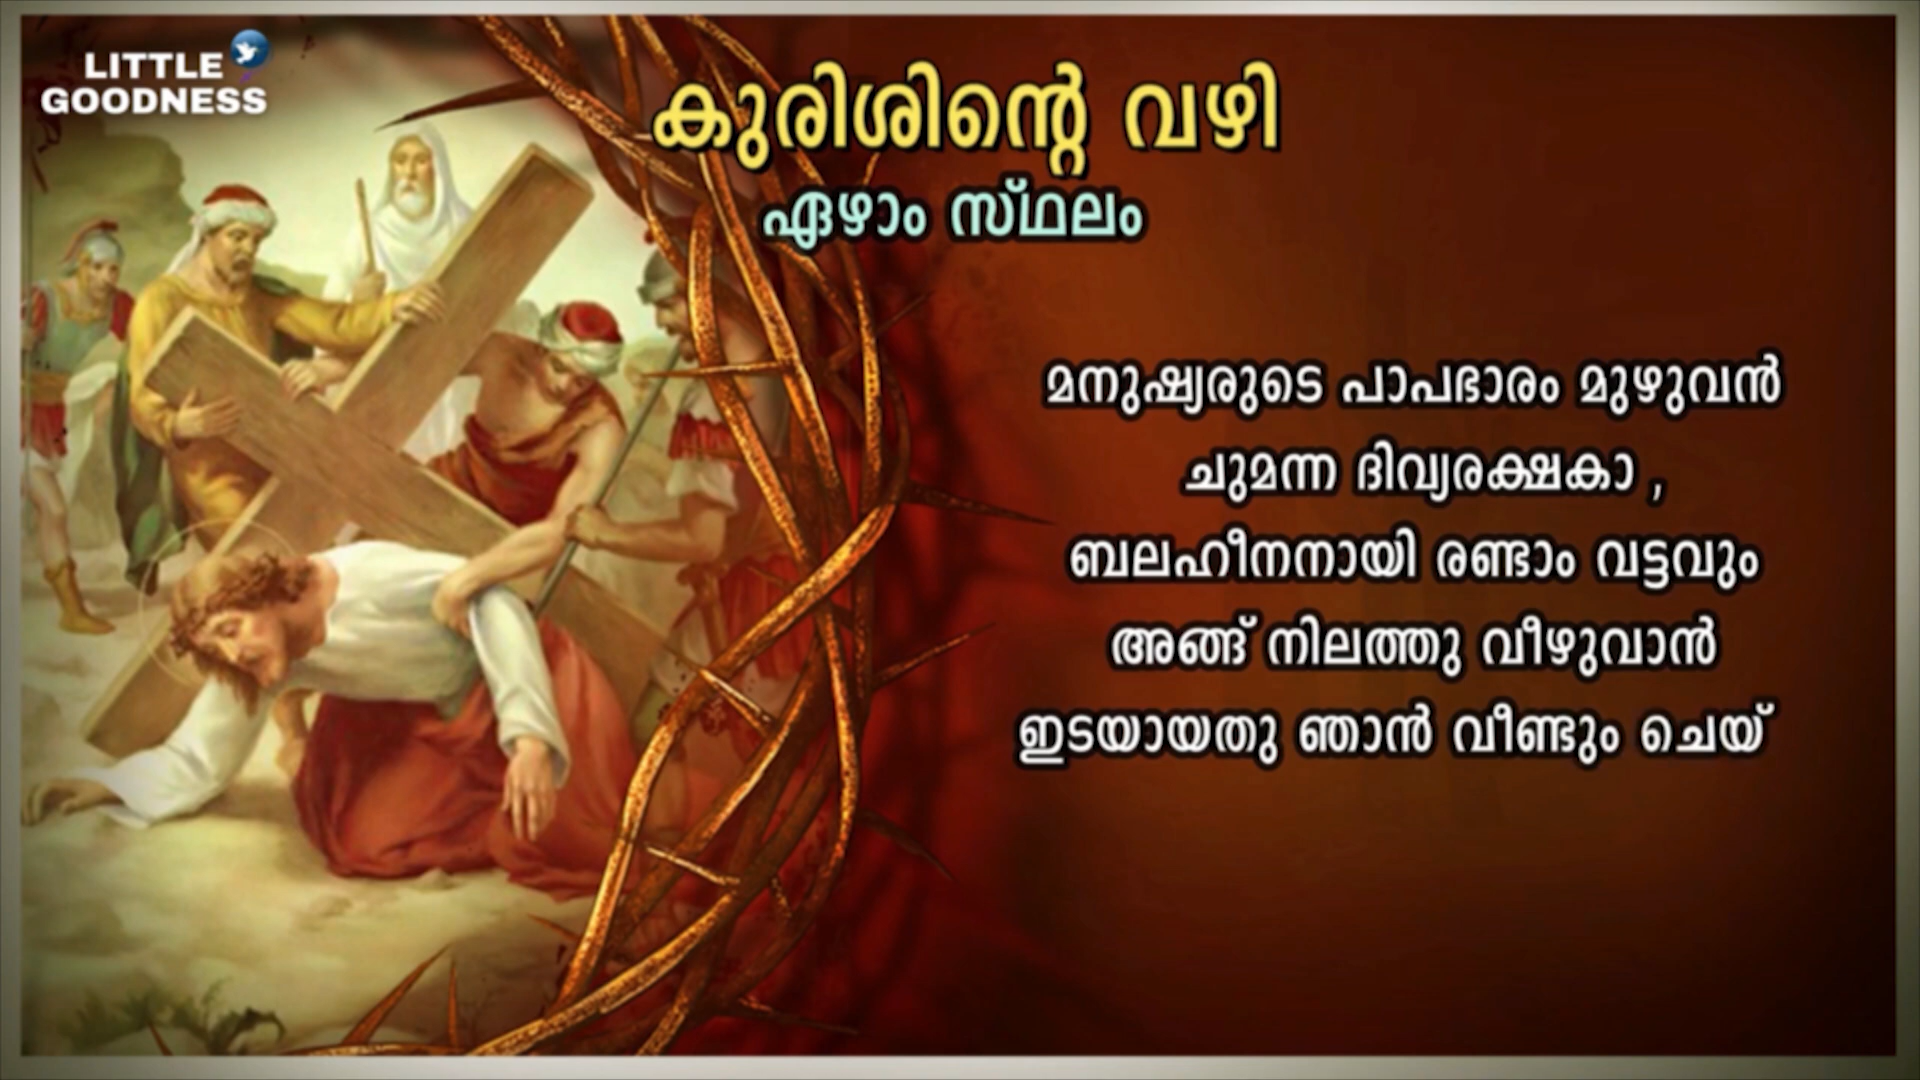 LITTLE
GOODNESS
കുരിശിന്റെ വഴി
ഏഴാം സ്ഥലം
മനുഷ്യരുടെ പാപഭാരം മുഴുവൻ
ചുമന്ന ദിവ്യരക്ഷകാ ,
ബലഹീനനായി രണ്ടാം വട്ടവും
അങ്ങ് നിലത്തു വീഴുവാൻ
ഇടയായതു ഞാൻ വീണ്ടും ചെയ്